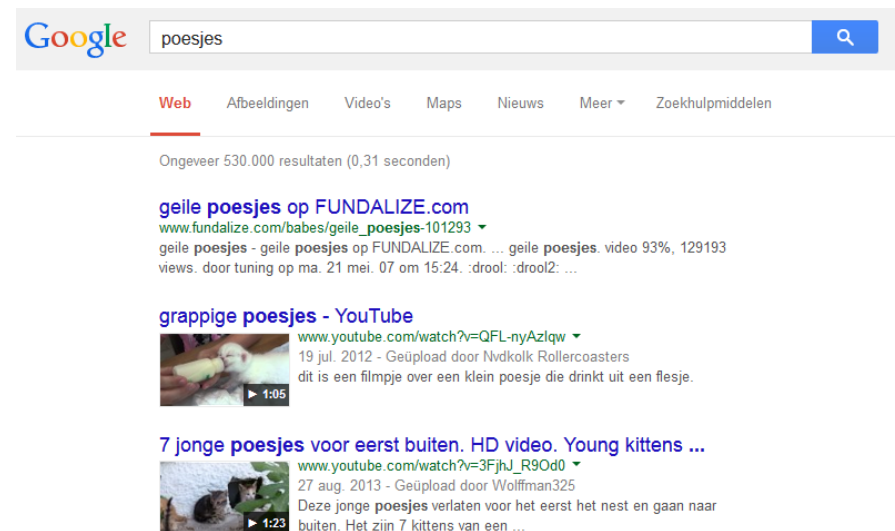 Google poesjes
Web Afbeeldingen Video's Maps Nieuws Meer Zoekhulpmiddelen
Ongeveer 530.000 resultaten (0,31 seconden)
geile poesjes op FUNDALIZE.com
www.fundalize.com/babes/geile_poesjes-101293
geile poesjes - geile poesjes op FUNDALIZE.com. ... geile poesjes. video 93%, 129193
views. door tuning op ma. 21 mei. 07 om 15:24. :drool: :drool2: ...
grappige poesjes - YouTube
www.youtube.com/watch?v=QFL-nyAzlqw
19 jul. 2012 - Geüpload door Nvdkolk Rollercoasters
dit is een filmpje over een klein poesje die drinkt uit een flesje.
1:05
7 jonge poesjes voor eerst buiten. HD video. Young kittens ...
www.youtube.com/watch?v=3FjhJ_R9Od0
27 aug. 2013 - Geüpload door Wolffman325
Deze jonge poesjes verlaten voor het eerst het nest en gaan naar
1:23 buiten. Het zijn 7 kittens van een ...